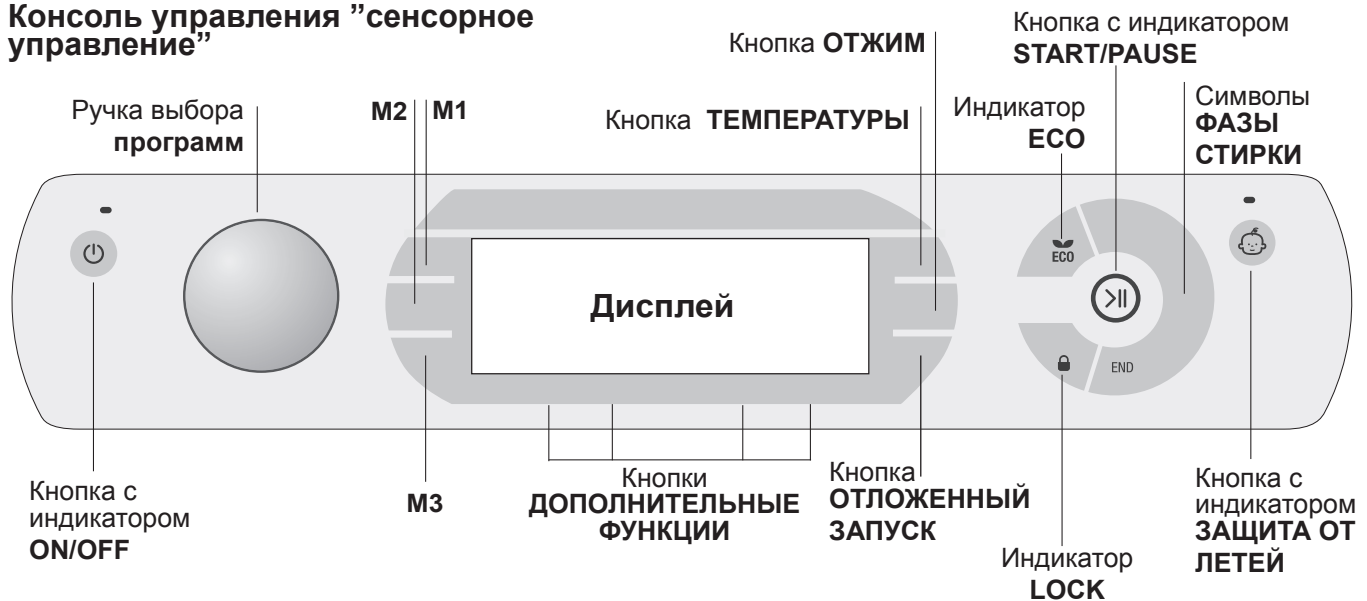 Консоль управления ”сенсорное
управление”
Кнопка с индикатором
START/PAUSE
Кнопка ОТЖИМ
Ручка выбора
программ
M2
M1
Кнопка ТЕМПЕРАТУРЫ
Индикатор
ECO
Символы
ФАЗЫ
СТИРКИ
ECO
Дисплей
END
Кнопка с
индикатором
ON/OFF
M3
Кнопки
ДОПОЛНИТЕЛЬНЫЕ
ФУНКЦИИ
Кнопка
ОТЛОЖЕННЫЙ
ЗАПУСК
Индикатор
LOCK
Кнопка с
индикатором
ЗАЩИТА ОТ
ЛЕТЕЙ